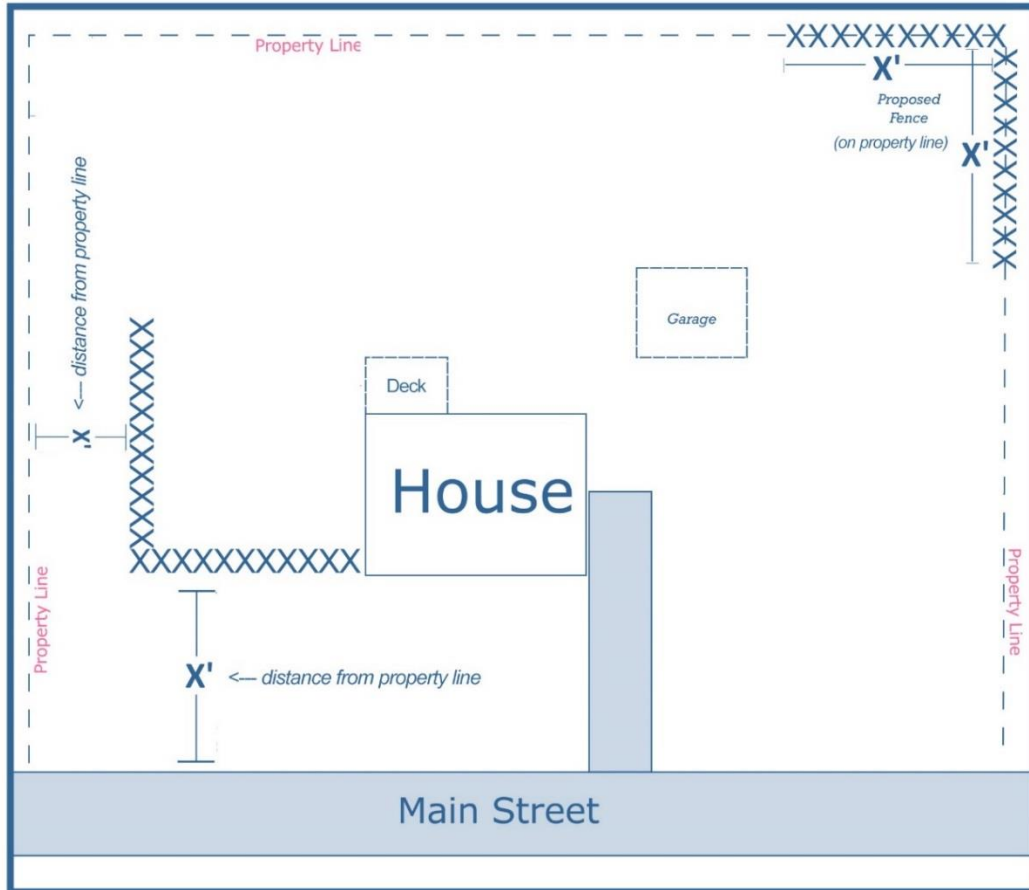 Property Line
X'
Proposed
Fence
(on property line)
X'
<--- distance from property line
X'
Garage
Deck
House
Property Line
Property Line
X'
<--- distance from property line
Main Street